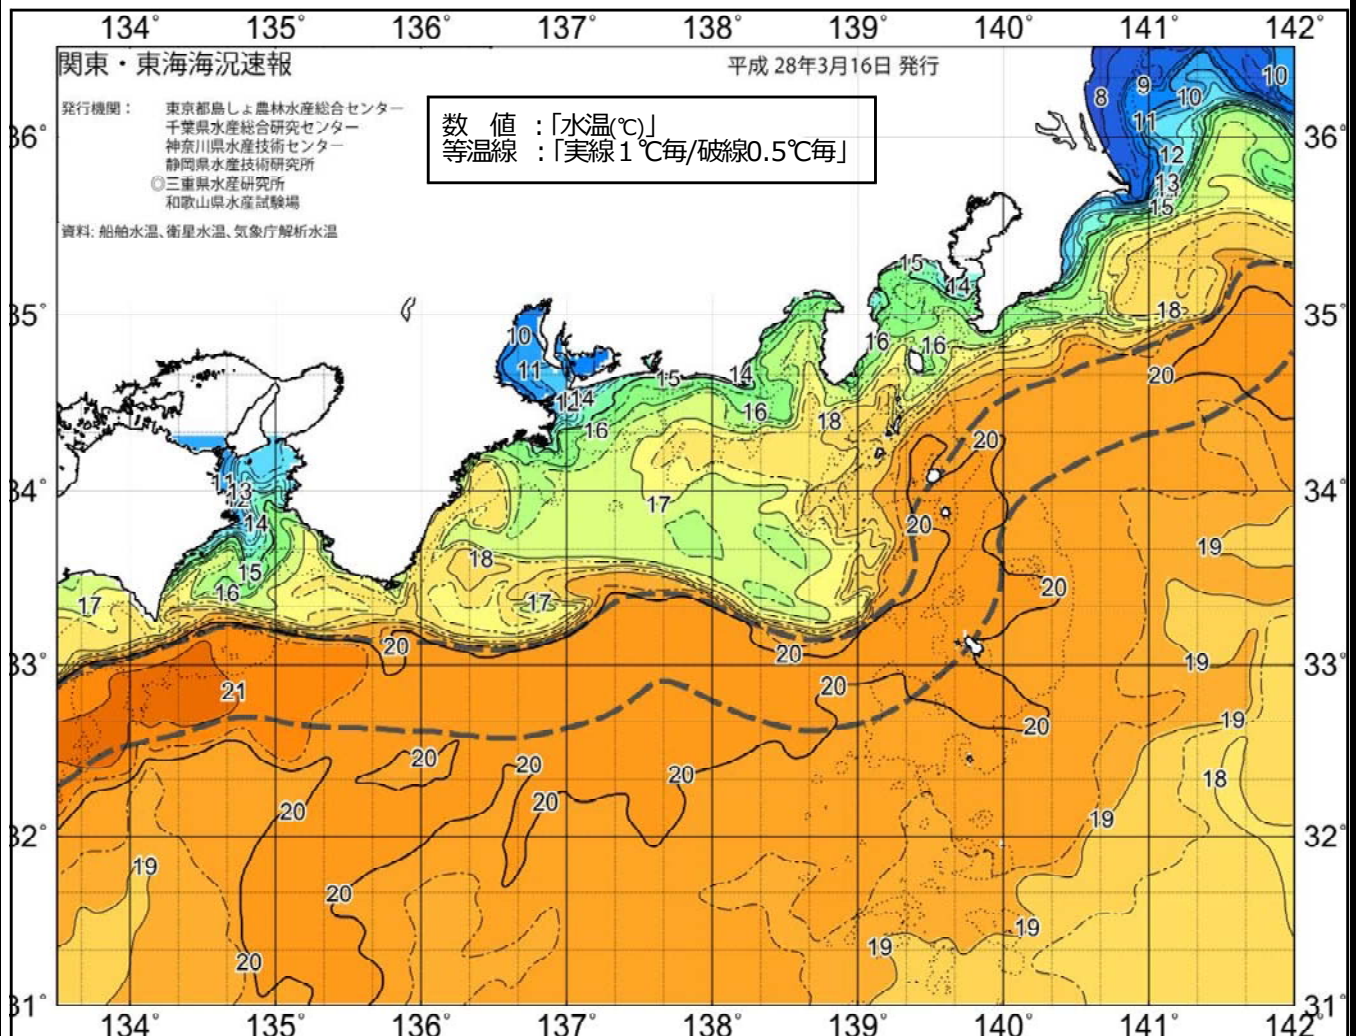 134° 135° 136° 137° 138° 139° 140° 141° 142°
関東・東海海況速報
平成 28年3月16日 発行
発行機関： 東京都島しょ農林水産総合センター
千葉県水産総合研究センター
神奈川県水産技術センター
静岡県水産技術研究所
◎三重県水産研究所
和歌山県水産試験場
資料: 船舶水温、衛星水温、気象庁解析水温
数 値 ：「水温(℃)」
等温線 ：「実線１℃毎/破線0.5℃毎」
8 9 10 10
36° 11 36°
12
13
15
15 14
35° 10 18 35°
16 16
11 15 14 20
14
16 16 18
20
34° 13 34°
14 17 20
19
15 18 20
16 17
17
20 20
33° 19 33°
21 20
20 19
20 20 20 18
20 20
32° 19 32°
19
20
19 19
20
31° 31°
134° 135° 136° 137° 138° 139° 140° 141° 142°